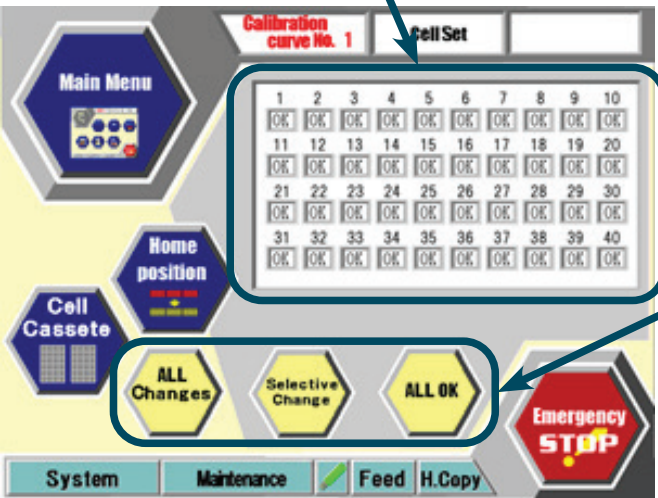 Calibration
curve No. 1
Cell Set
Main Menu
1 2 3 4 5 6 7 8 9 10
OK OK OK OK OK OK OK OK OK OK
11 12 13 14 15 16 17 18 19 20
OK OK OK OK OK OK OK OK OK OK
21 22 23 24 25 26 27 28 29 30
OK OK OK OK OK OK OK OK OK OK
31 32 33 34 35 36 37 38 39 40
OK OK OK OK OK OK OK OK OK OK
Home
position
Cell
Cassete
ALL
Changes
Selective
Change
ALL OK
Emergency
STOP
System
Maintenance
Feed
H.Copy